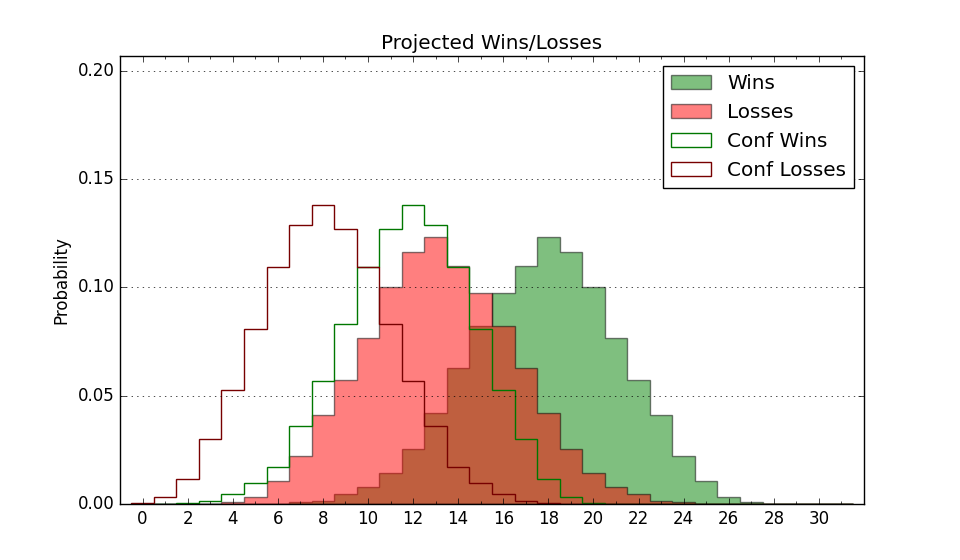 Projected Wins/Losses
0.20
0.15
0.10
0.05
0.00
Probability
Wins
Losses
Conf Wins
Conf Losses
0 2 4 6 8 10 12 14 16 18 20 22 24 26 28 30